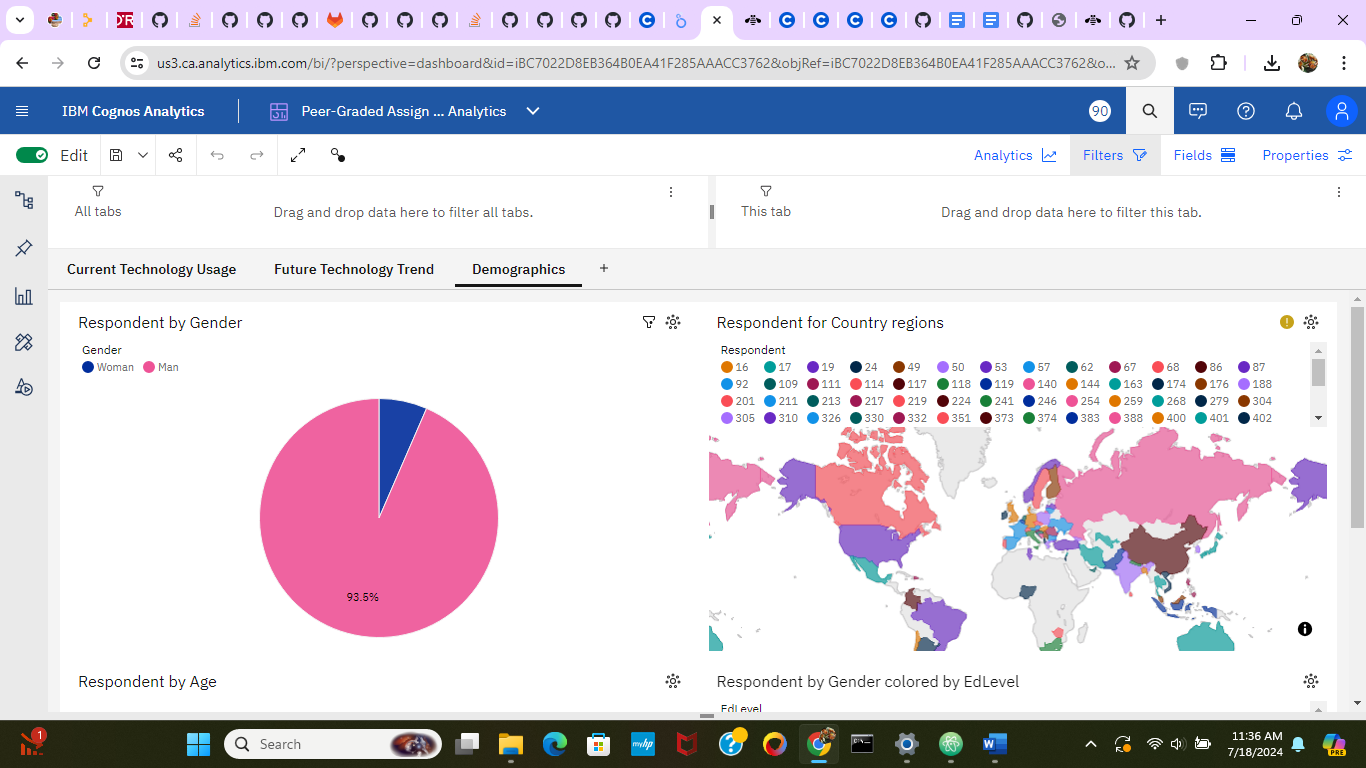 us3.ca.analytics.ibm.com/bi/?perspective=dashboard&id=iBC7022D8EB364B0EA41F285AAACC3762&objRef=iBC7022D8EB364B0EA41F285AAACC3762&o...
IBM Cognos Analytics
Peer-Graded Assign ... Analytics
90
Edit
Analytics
Filters
Fields
Properties
All tabs
Drag and drop data here to filter all tabs.
This tab
Drag and drop data here to filter this tab.
Current Technology Usage
Future Technology Trend
Demographics
+
Respondent by Gender
Gender
Woman Man
93.5%
Respondent for Country regions
Respondent
16 17 19 24 49 50 53 57 62 67 68 86 87
92 109 111 114 117 118 119 140 144 163 174 176 188
201 211 213 217 219 224 241 246 254 259 268 279 304
305 310 326 330 332 351 373 374 383 388 400 401 402
Respondent by Age
Respondent by Gender colored by EdLevel
EdLevel
1
Search
myhp
11:36 AM
7/18/2024
PRE